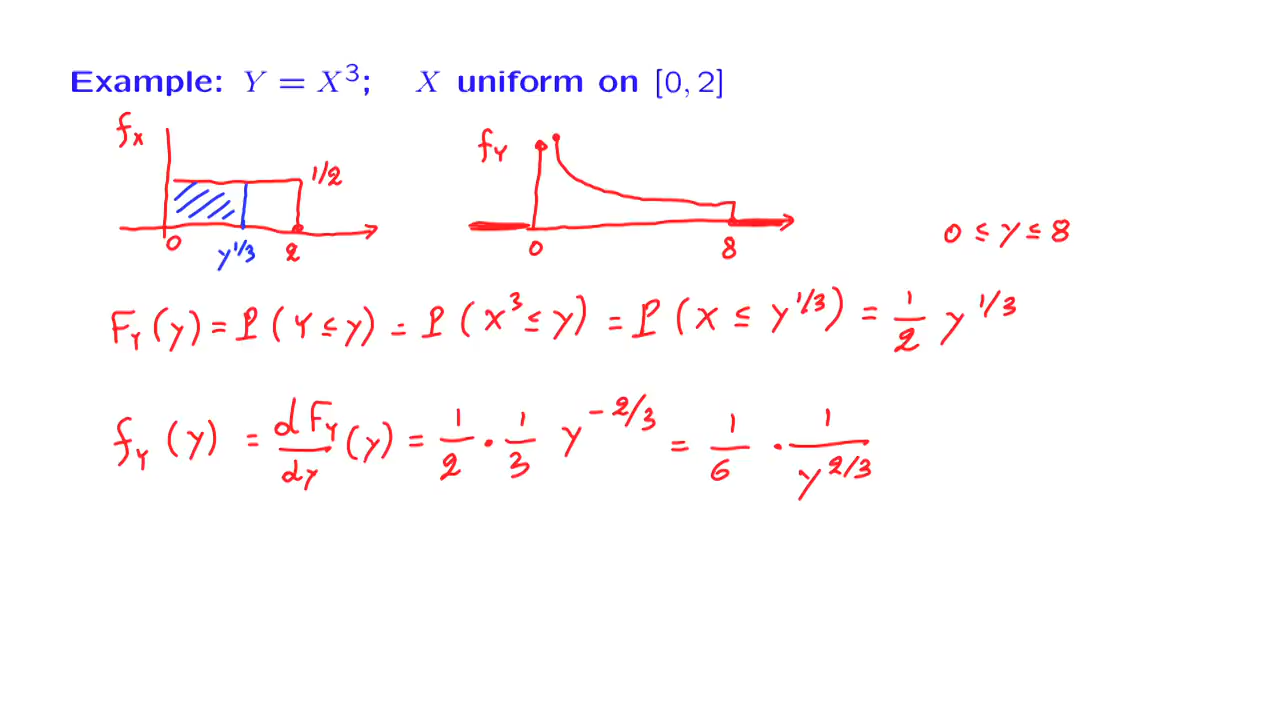 Example: Y = X³; X uniform on [0, 2]
f_X 1/2 0 y^{1/3} 2
f_Y 0 8
0 ≤ y ≤ 8
F_Y(y) = P(Y ≤ y) = P(X³ ≤ y) = P(X ≤ y^{1/3}) = 1/2 y^{1/3}
f_Y(y) = dF_Y/dy (y) = 1/2 · 1/3 y^{-2/3} = 1/6 · 1/y^{2/3}